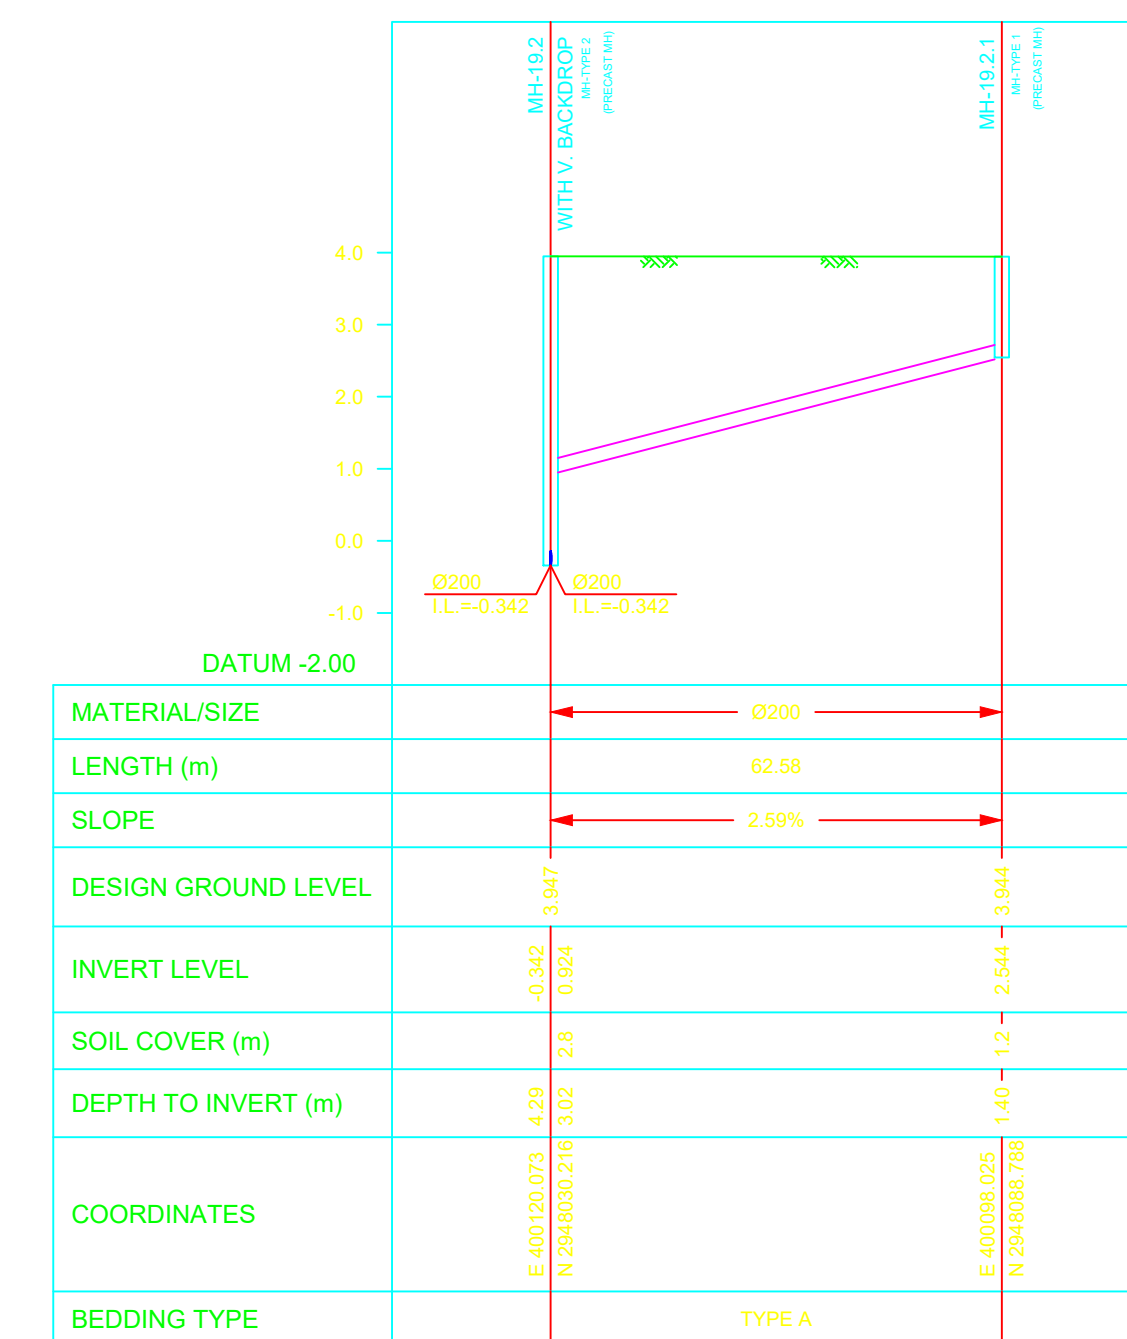 MH-19.2
WITH V. BACKDROP
MH-TYPE 2
(PRECAST MH)
MH-19.2.1
MH-TYPE 1
(PRECAST MH)
4.0
3.0
2.0
1.0
0.0
-1.0
Ø200
I.L.=-0.342
Ø200
I.L.=-0.342
DATUM -2.00
MATERIAL/SIZE
Ø200
LENGTH (m)
62.58
SLOPE
2.59%
DESIGN GROUND LEVEL
3.947
3.944
INVERT LEVEL
-0.342
0.924
2.544
SOIL COVER (m)
2.8
1.2
DEPTH TO INVERT (m)
4.29
3.02
1.40
COORDINATES
E 400120.073
N 2948030.216
E 400098.025
N 2948088.788
BEDDING TYPE
TYPE A